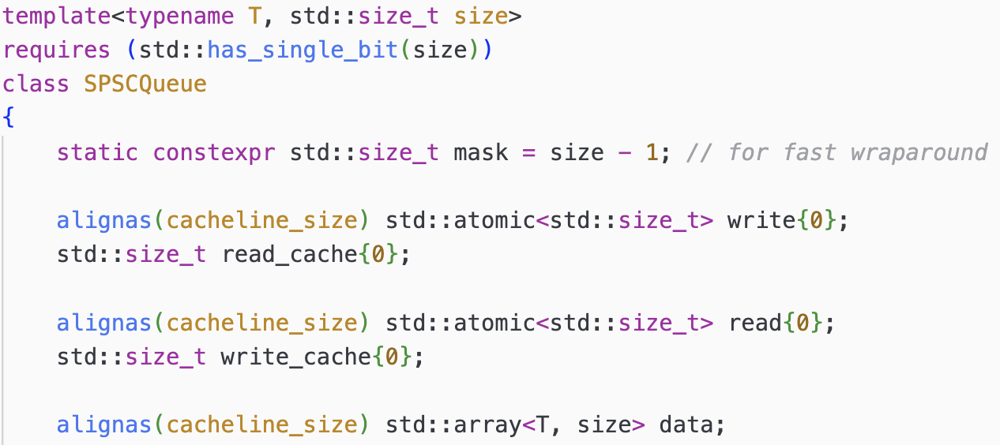 template<typename T, std::size_t size>
requires (std::has_single_bit(size))
class SPSCQueue
{
    static constexpr std::size_t mask = size - 1; // for fast wraparound

    alignas(cacheline_size) std::atomic<std::size_t> write{0};
    std::size_t read_cache{0};

    alignas(cacheline_size) std::atomic<std::size_t> read{0};
    std::size_t write_cache{0};

    alignas(cacheline_size) std::array<T, size> data;